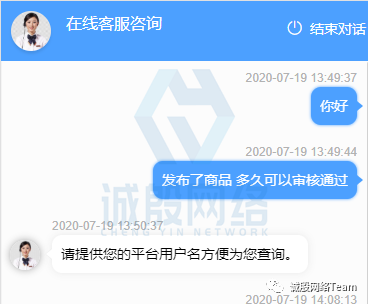 在线客服咨询
结束对话
2020-07-19 13:49:37
你好
2020-07-19 13:49:44
发布了商品 多久可以审核通过
诚殷网络
CHENG YIN NETWORK
2020-07-19 13:50:37
请提供您的平台用户名方便为您查询。
诚殷网络Team
2020-07-19 14:08:13